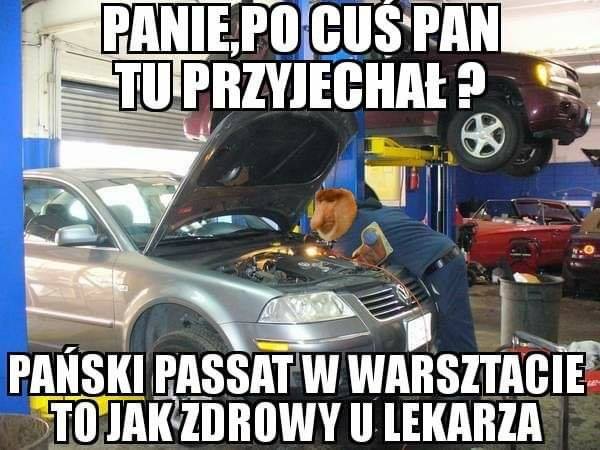 PANIE,PO CUŚ PAN
TU PRZYJECHAŁ ?
PAŃSKI PASSAT W WARSZTACIE
TO JAK ZDROWY U LEKARZA